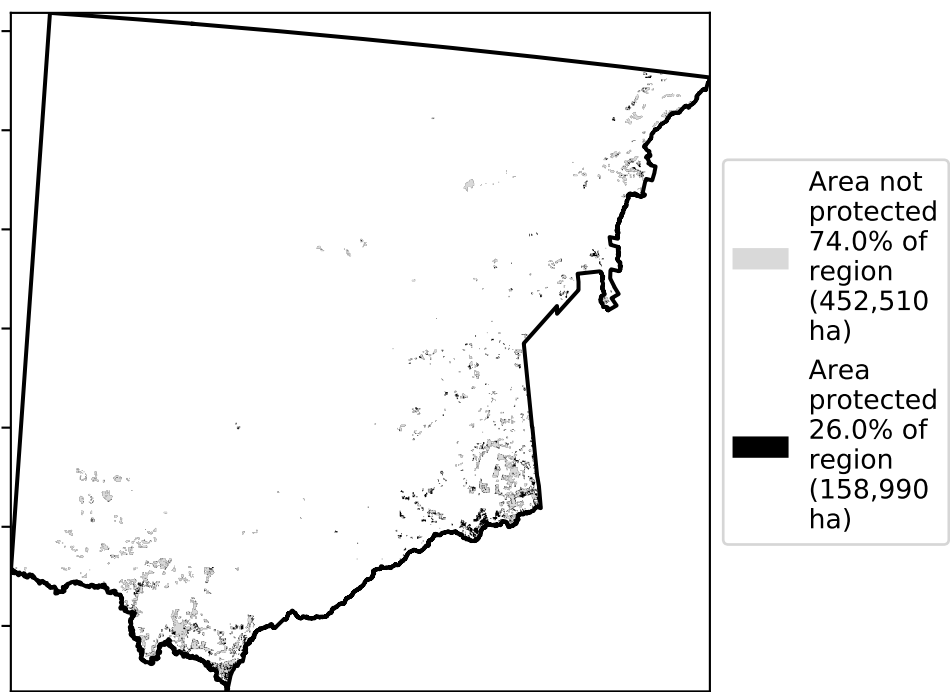 Area not
protected
74.0% of
region
(452,510
ha)
Area
protected
26.0% of
region
(158,990
ha)